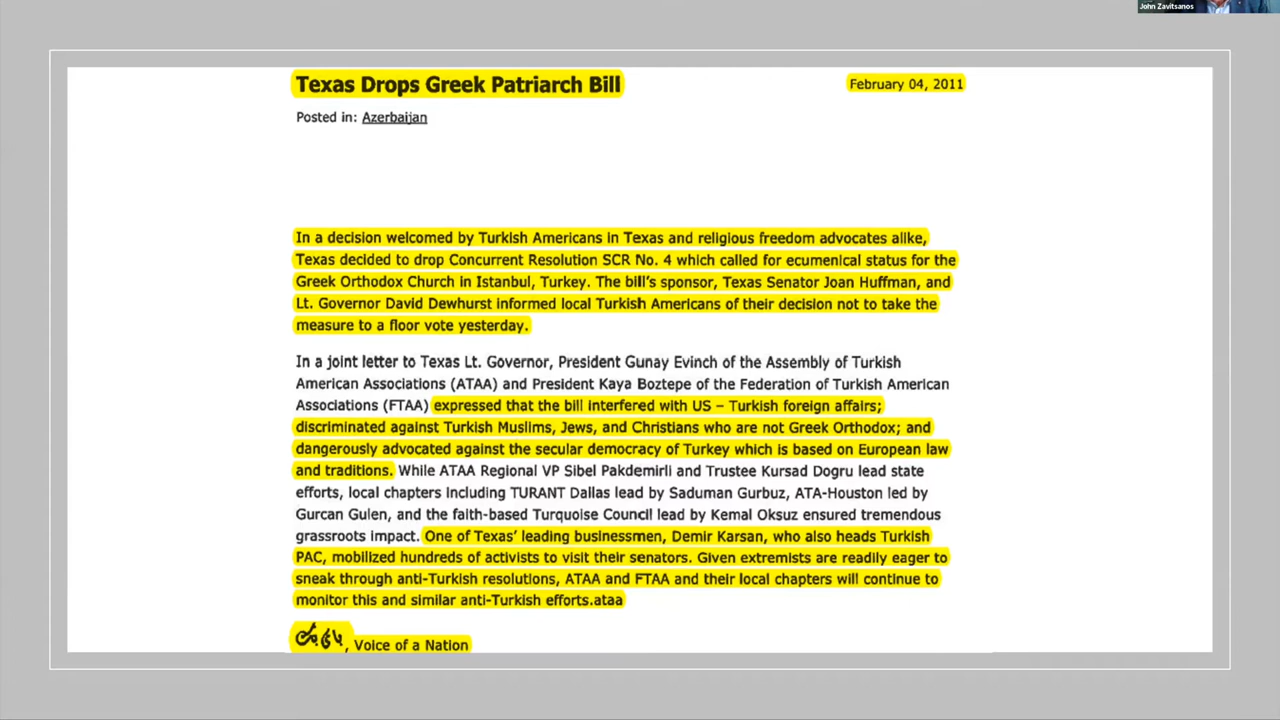 John Zavitsanos
Texas Drops Greek Patriarch Bill
February 04, 2011
Posted in: Azerbaijan
In a decision welcomed by Turkish Americans in Texas and religious freedom advocates alike,
Texas decided to drop Concurrent Resolution SCR No. 4 which called for ecumenical status for the
Greek Orthodox Church in Istanbul, Turkey. The bill's sponsor, Texas Senator Joan Huffman, and
Lt. Governor David Dewhurst informed local Turkish Americans of their decision not to take the
measure to a floor vote yesterday.
In a joint letter to Texas Lt. Governor, President Gunay Evinch of the Assembly of Turkish
American Associations (ATAA) and President Kaya Boztepe of the Federation of Turkish American
Associations (FTAA) expressed that the bill interfered with US – Turkish foreign affairs;
discriminated against Turkish Muslims, Jews, and Christians who are not Greek Orthodox; and
dangerously advocated against the secular democracy of Turkey which is based on European law
and traditions. While ATAA Regional VP Sibel Pakdemirli and Trustee Kursad Dogru lead state
efforts, local chapters including TURANT Dallas lead by Saduman Gurbuz, ATA-Houston led by
Gurcan Gulen, and the faith-based Turquoise Council lead by Kemal Oksuz ensured tremendous
grassroots impact. One of Texas' leading businessmen, Demir Karsan, who also heads Turkish
PAC, mobilized hundreds of activists to visit their senators. Given extremists are readily eager to
sneak through anti-Turkish resolutions, ATAA and FTAA and their local chapters will continue to
monitor this and similar anti-Turkish efforts.ataa
, Voice of a Nation